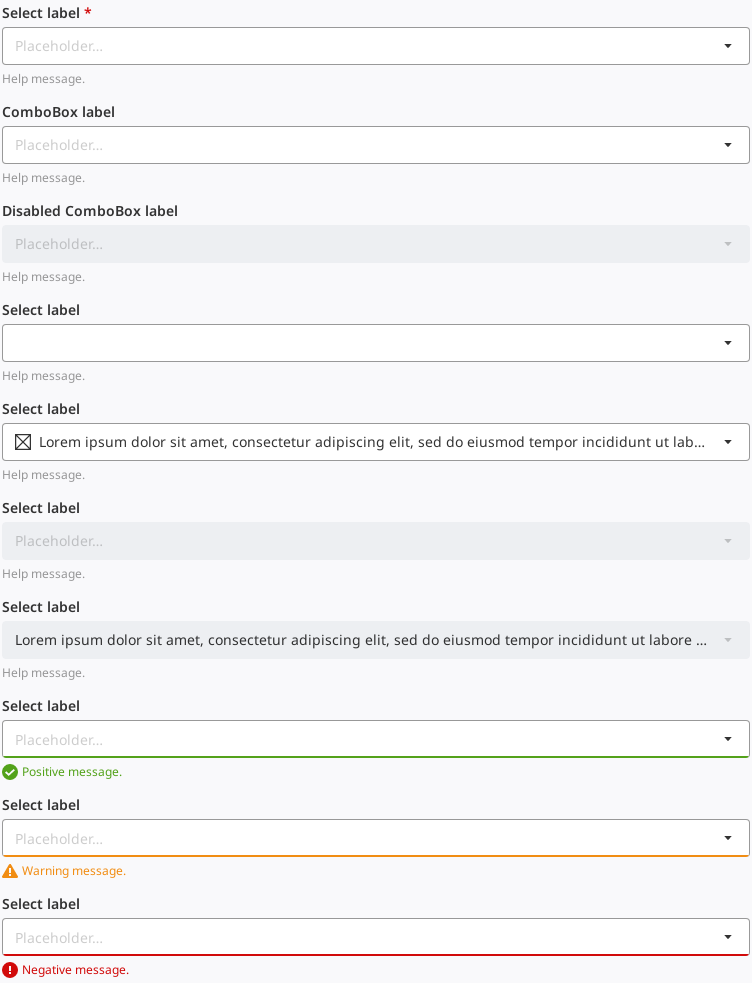 Select label *
Placeholder...
Help message.
ComboBox label
Placeholder...
Help message.
Disabled ComboBox label
Placeholder...
Help message.
Select label
Help message.
Select label
Lorem ipsum dolor sit amet, consectetur adipiscing elit, sed do eiusmod tempor incididunt ut lab...
Help message.
Select label
Placeholder...
Help message.
Select label
Lorem ipsum dolor sit amet, consectetur adipiscing elit, sed do eiusmod tempor incididunt ut labore ...
Help message.
Select label
Placeholder...
Positive message.
Select label
Placeholder...
Warning message.
Select label
Placeholder...
Negative message.